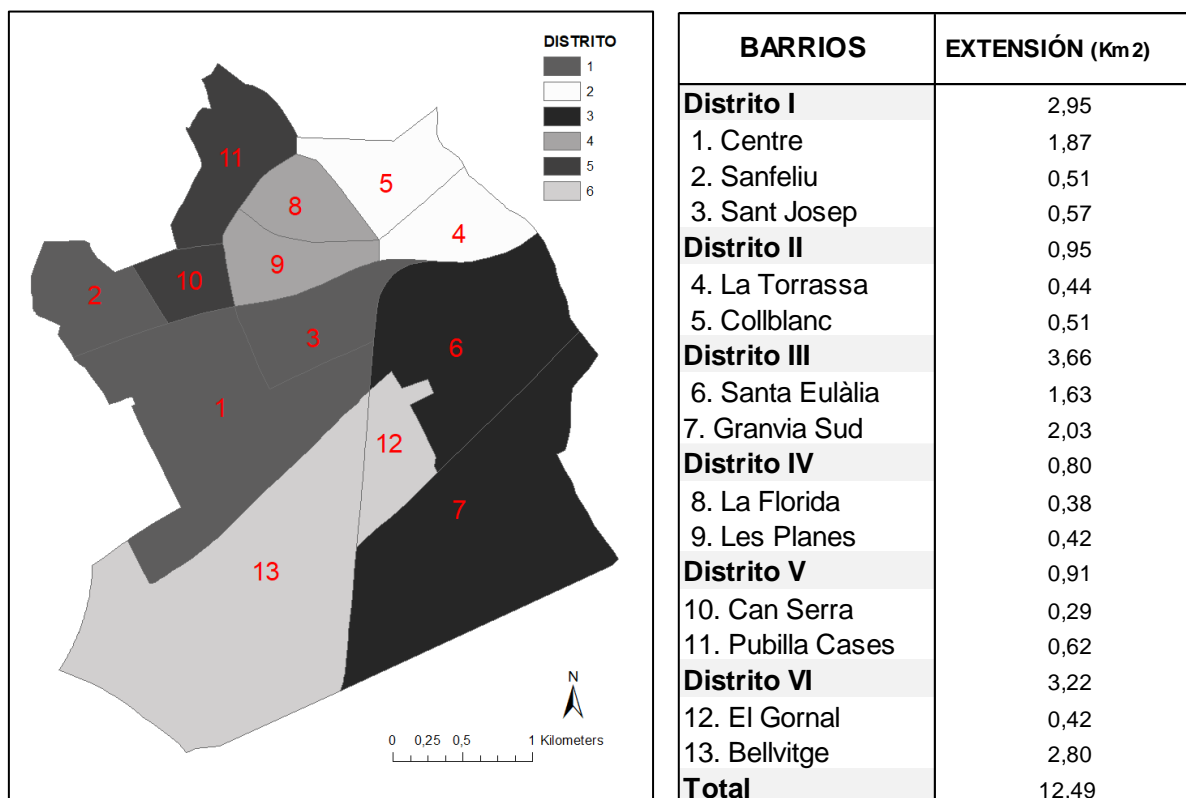 DISTRITO
1
2
3
4
5
6
11
5
8
4
9
10
2
3
6
1
12
7
13
N
0 0,25 0,5 1 Kilometers
BARRIOS EXTENSIÓN (Km2)
Distrito I 2,95
1. Centre 1,87
2. Sanfeliu 0,51
3. Sant Josep 0,57
Distrito II 0,95
4. La Torrassa 0,44
5. Collblanc 0,51
Distrito III 3,66
6. Santa Eulàlia 1,63
7. Granvia Sud 2,03
Distrito IV 0,80
8. La Florida 0,38
9. Les Planes 0,42
Distrito V 0,91
10. Can Serra 0,29
11. Pubilla Cases 0,62
Distrito VI 3,22
12. El Gornal 0,42
13. Bellvitge 2,80
Total 12,49